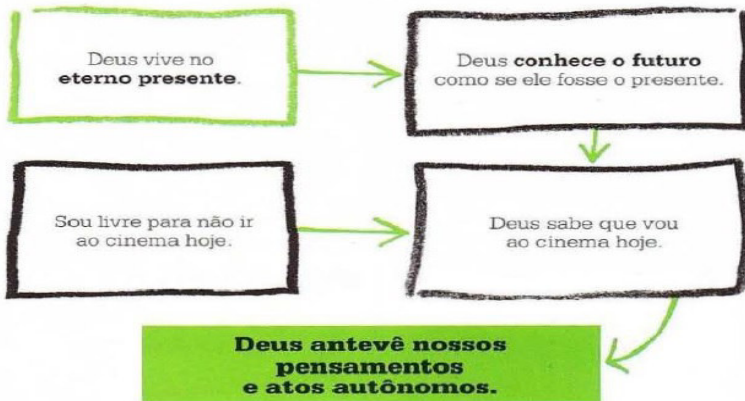 Deus vive no
eterno presente.
Deus conhece o futuro
como se ele fosse o presente.
Sou livre para não ir
ao cinema hoje.
Deus sabe que vou
ao cinema hoje.
Deus antevê nossos
pensamentos
e atos autônomos.